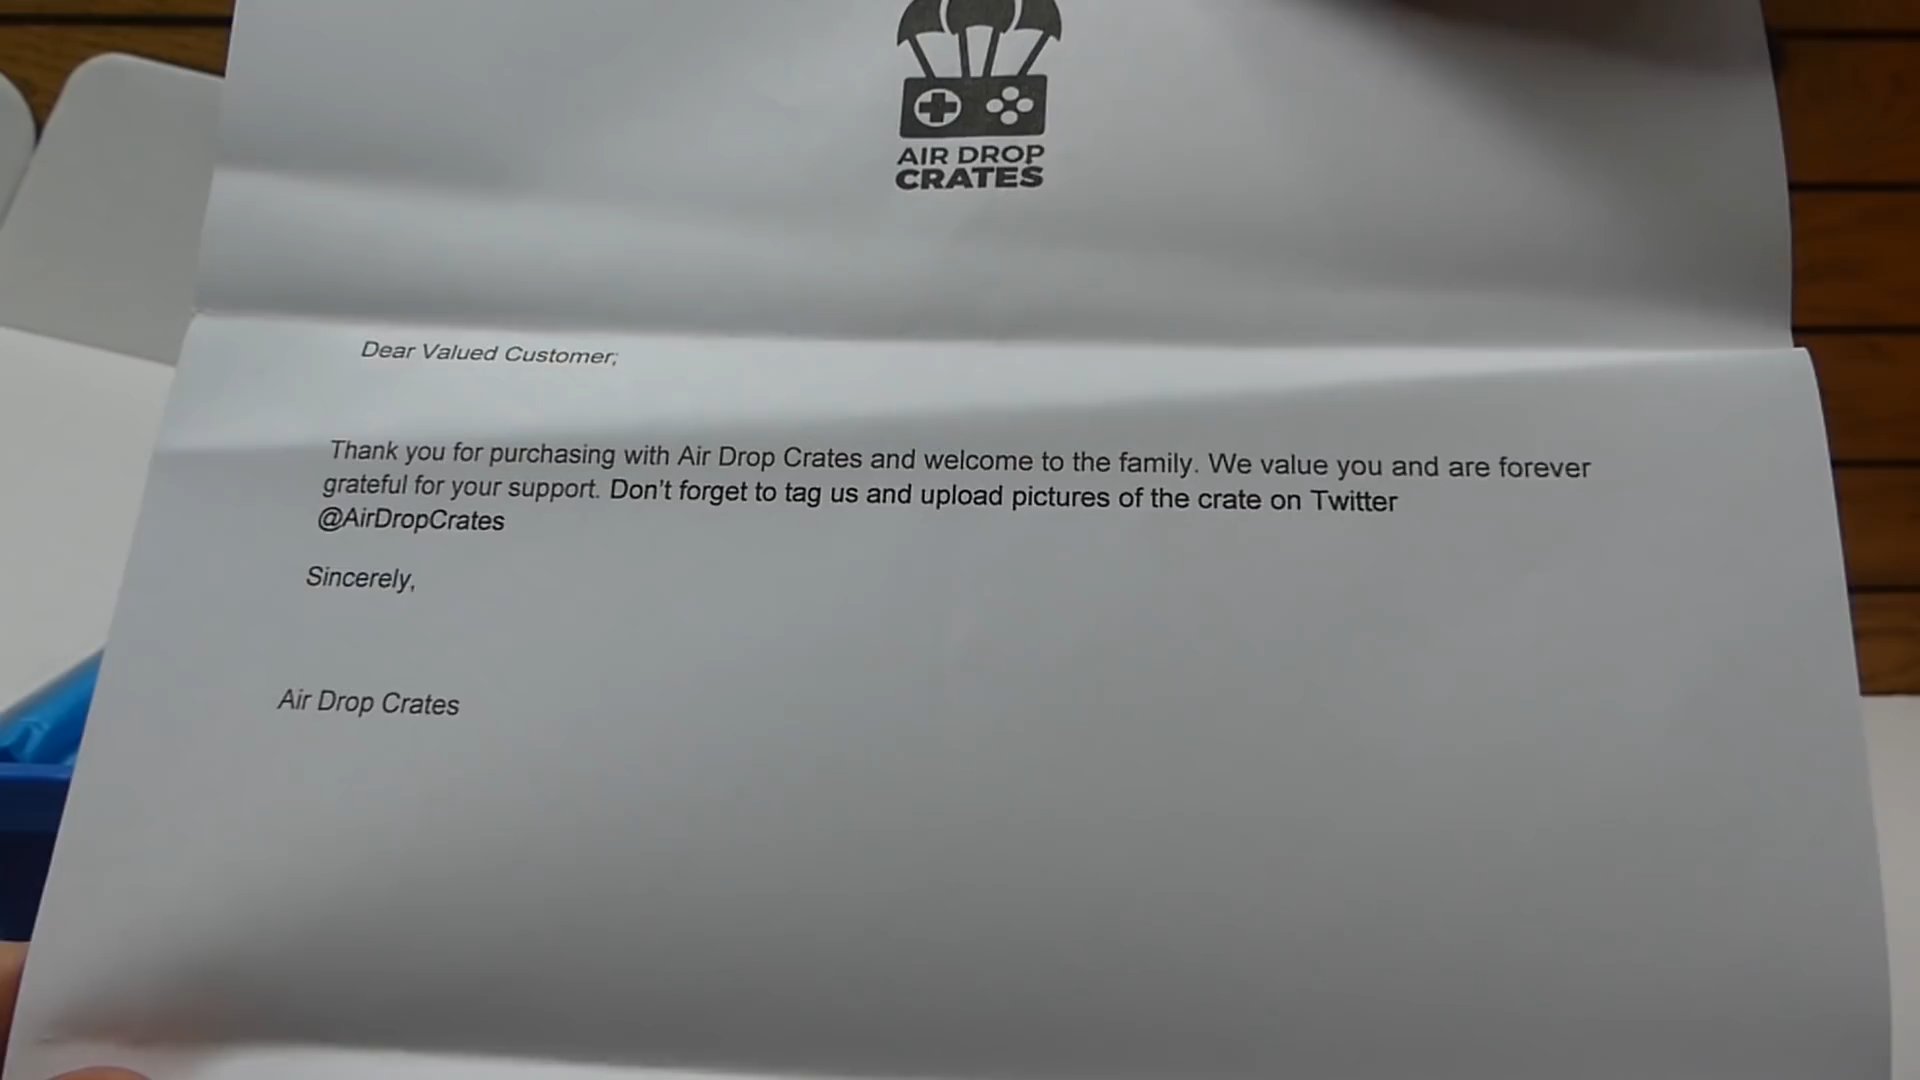 AIR DROP
CRATES
Dear Valued Customer;
Thank you for purchasing with Air Drop Crates and welcome to the family. We value you and are forever
grateful for your support. Don't forget to tag us and upload pictures of the crate on Twitter
@AirDropCrates
Sincerely,
Air Drop Crates